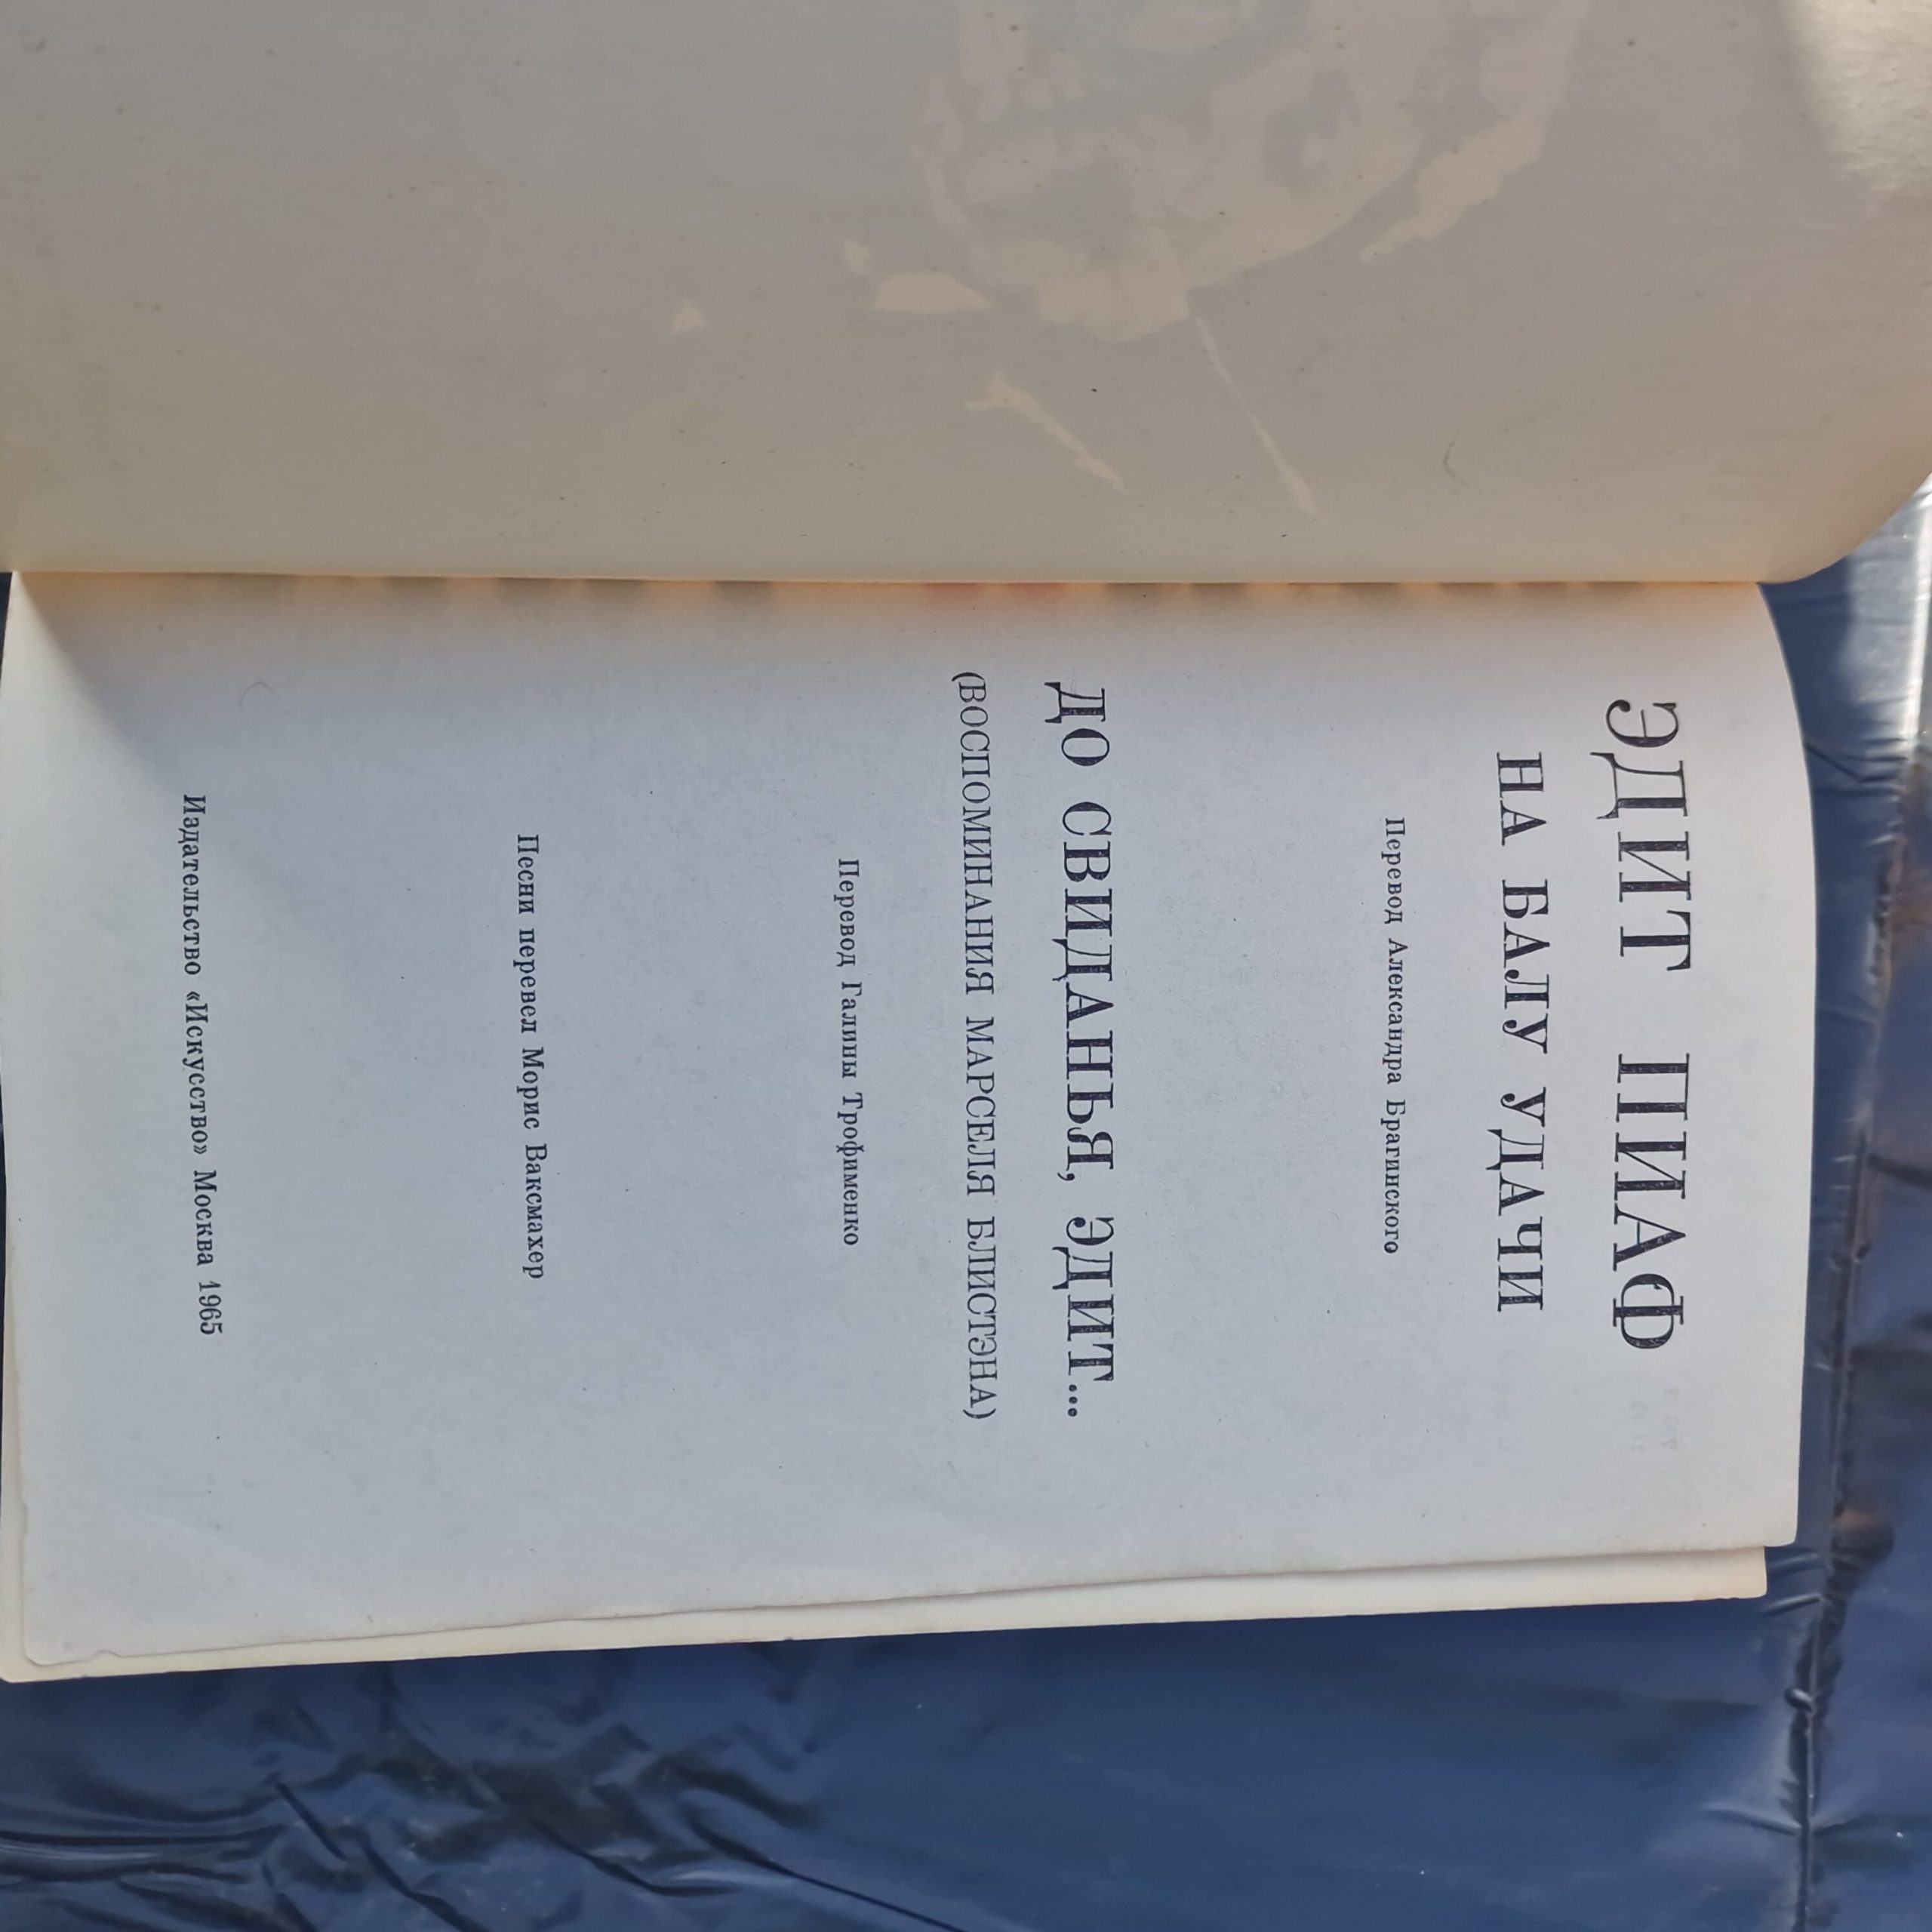 ЭДИТ ПИАФ
НА БАЛУ УДАЧИ
Перевод Александра Брагинского
ДО СВИДАНЬЯ, ЭДИТ...
(ВОСПОМИНАНИЯ МАРСЕЛЯ БЛИСТЭНА)
Перевод Галины Трофименко
Песни перевел Морис Ваксмахер
Издательство «Искусство» Москва 1965